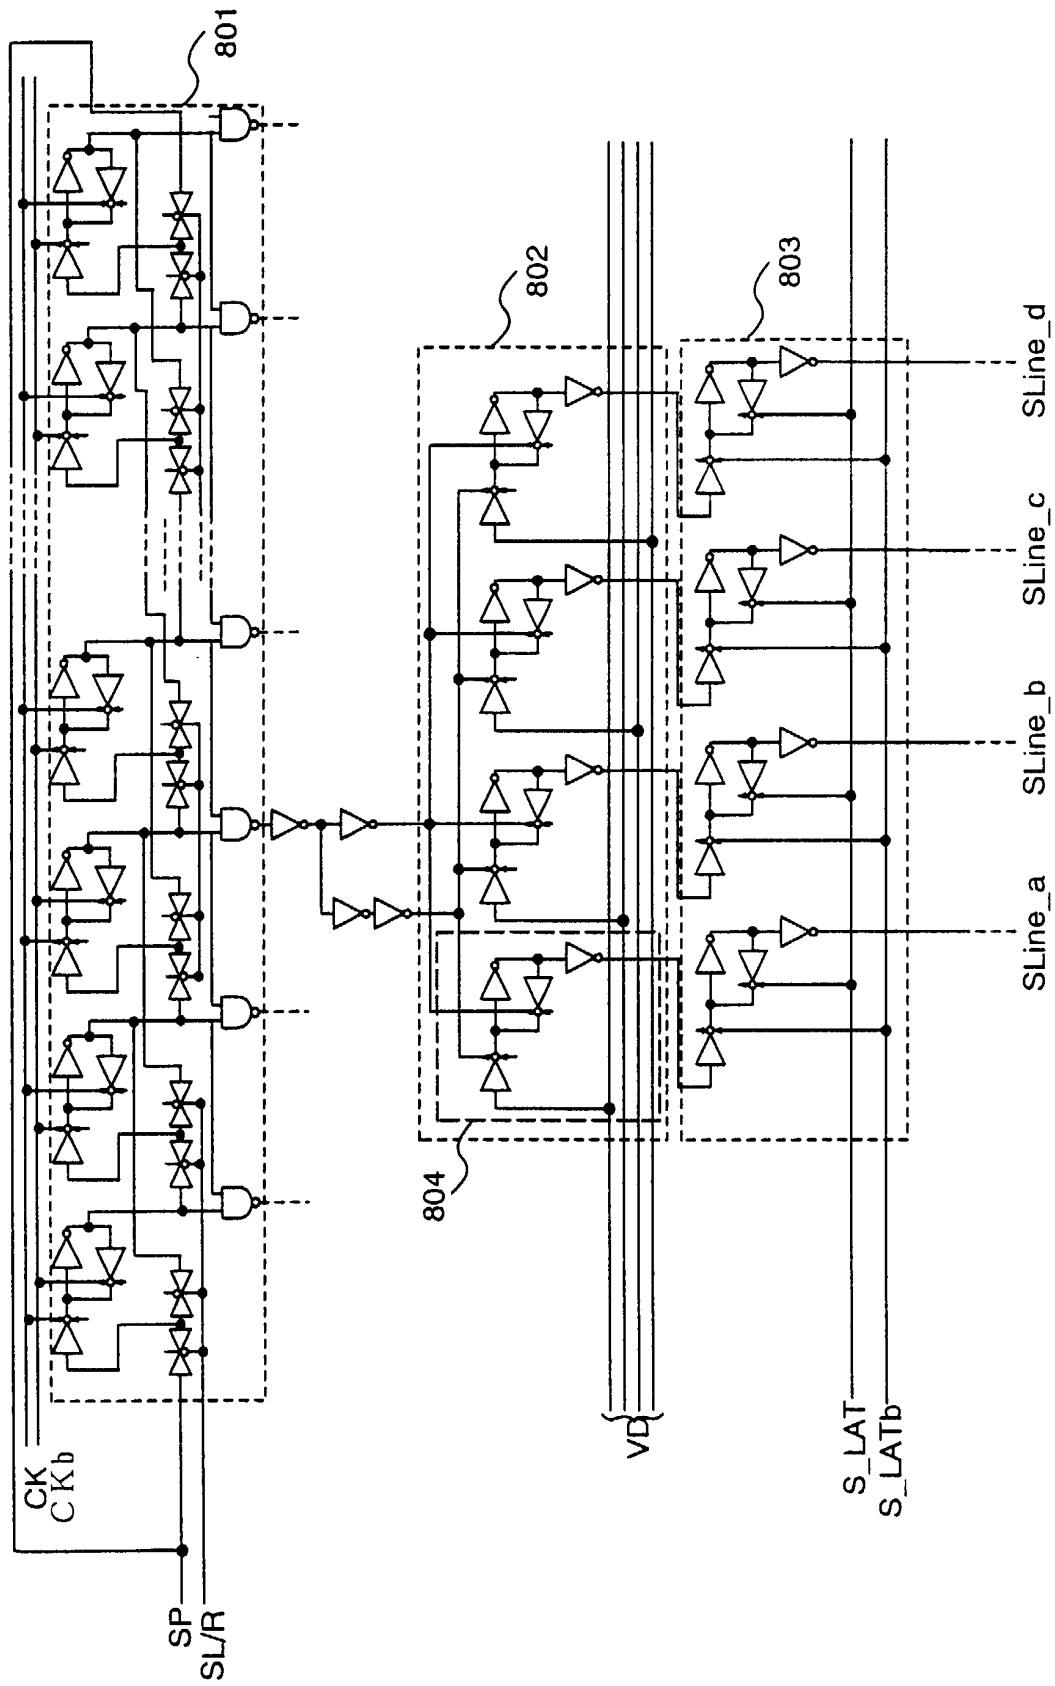 801
CK
CKb
SP
SL/R
802
804
VD
803
S_LAT
S_LATb
SLine_a
SLine_b
SLine_c
SLine_d